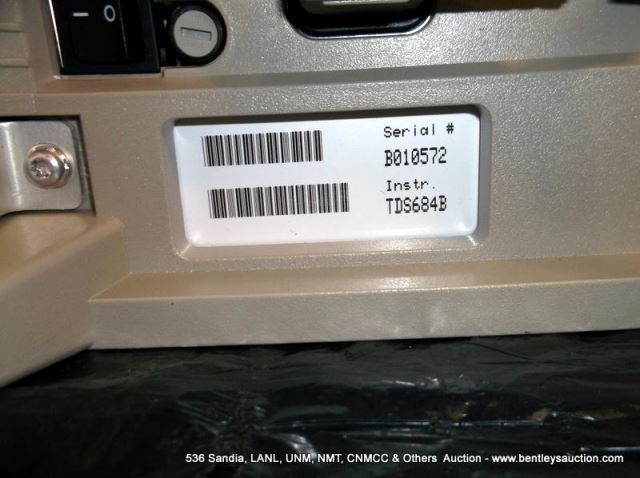 Serial #
B010572
Instr.
TDS684B
536 Sandia, LANL, UNM, NMT, CNMCC & Others Auction - www.bentleysauction.com